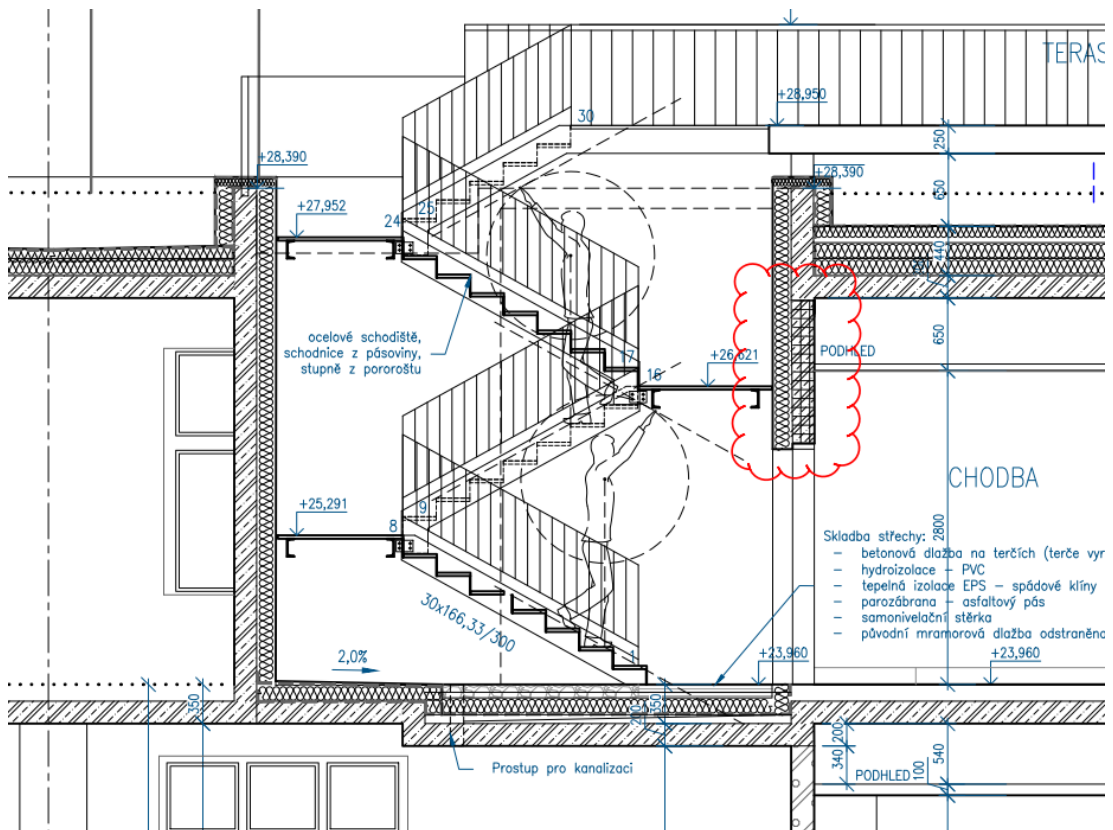 TERAS
+28,950
30
250
+28,390
+28,390
650
+27,952
24
25
440
ocelové schodiště,
schodnice z pásoviny,
stupně z pororoštu
17
16
+26,621
PODHLED
650
CHODBA
+25,291
8
9
2800
Skladba střechy:
– betonová dlažba na terčích (terče vyr
– hydroizolace – PVC
– tepelná izolace EPS – spádové klíny
– parozábrana – asfaltový pás
– samonivelační stěrka
– původní mramorová dlažba odstraněna
30x166,33/300
1
2,0%
+23,960
+23,960
350
200
350
200
340
540
100
PODHLED
Prostup pro kanalizaci